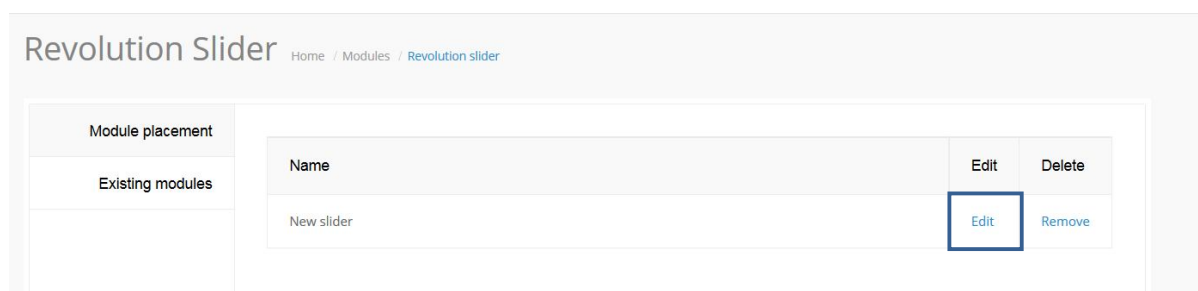 Revolution Slider Home / Modules / Revolution slider
Module placement
Existing modules
Name Edit Delete
New slider Edit Remove